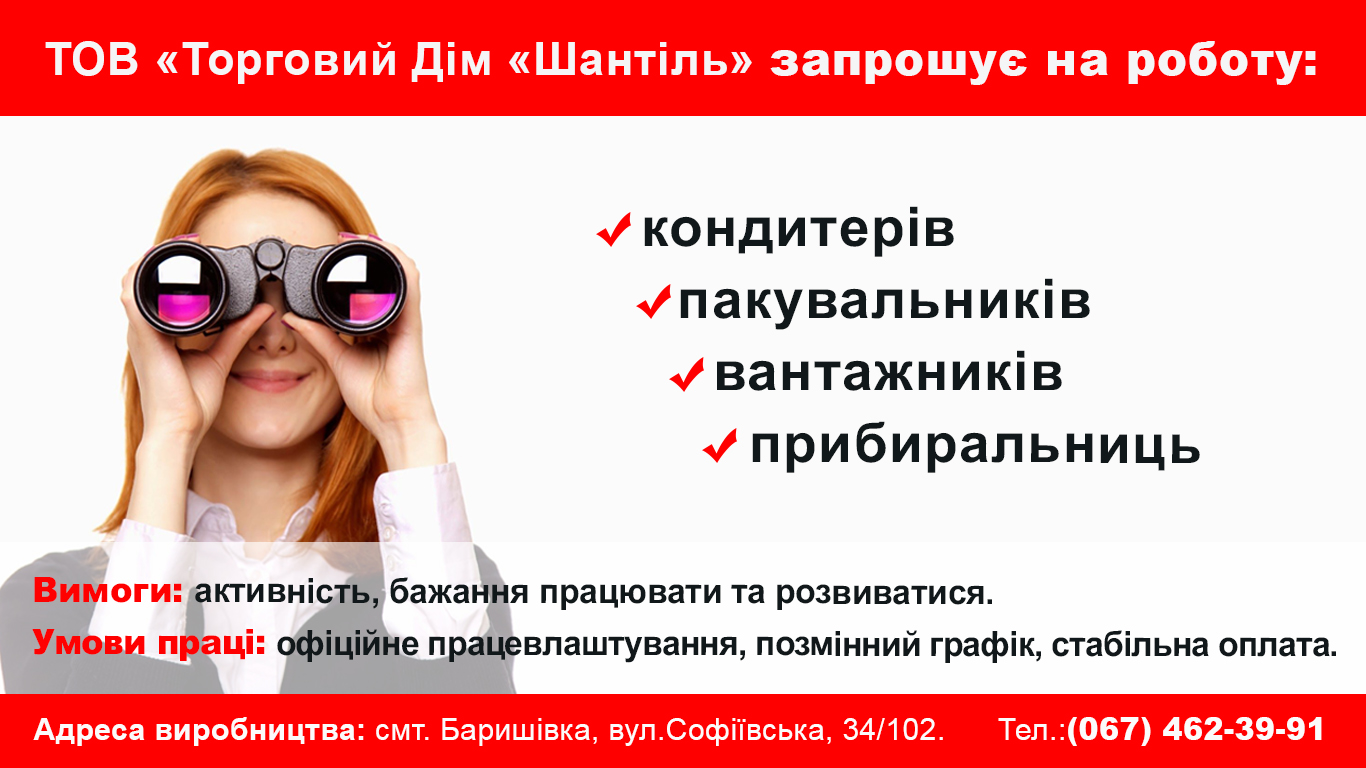 ТОВ «Торговий Дім «Шантіль» запрошує на роботу:
кондитерів
пакувальників
вантажників
прибиральниць
Вимоги: активність, бажання працювати та розвиватися.
Умови праці: офіційне працевлаштування, позмінний графік, стабільна оплата.
Адреса виробництва: смт. Баришівка, вул.Софіївська, 34/102. Тел.:(067) 462-39-91